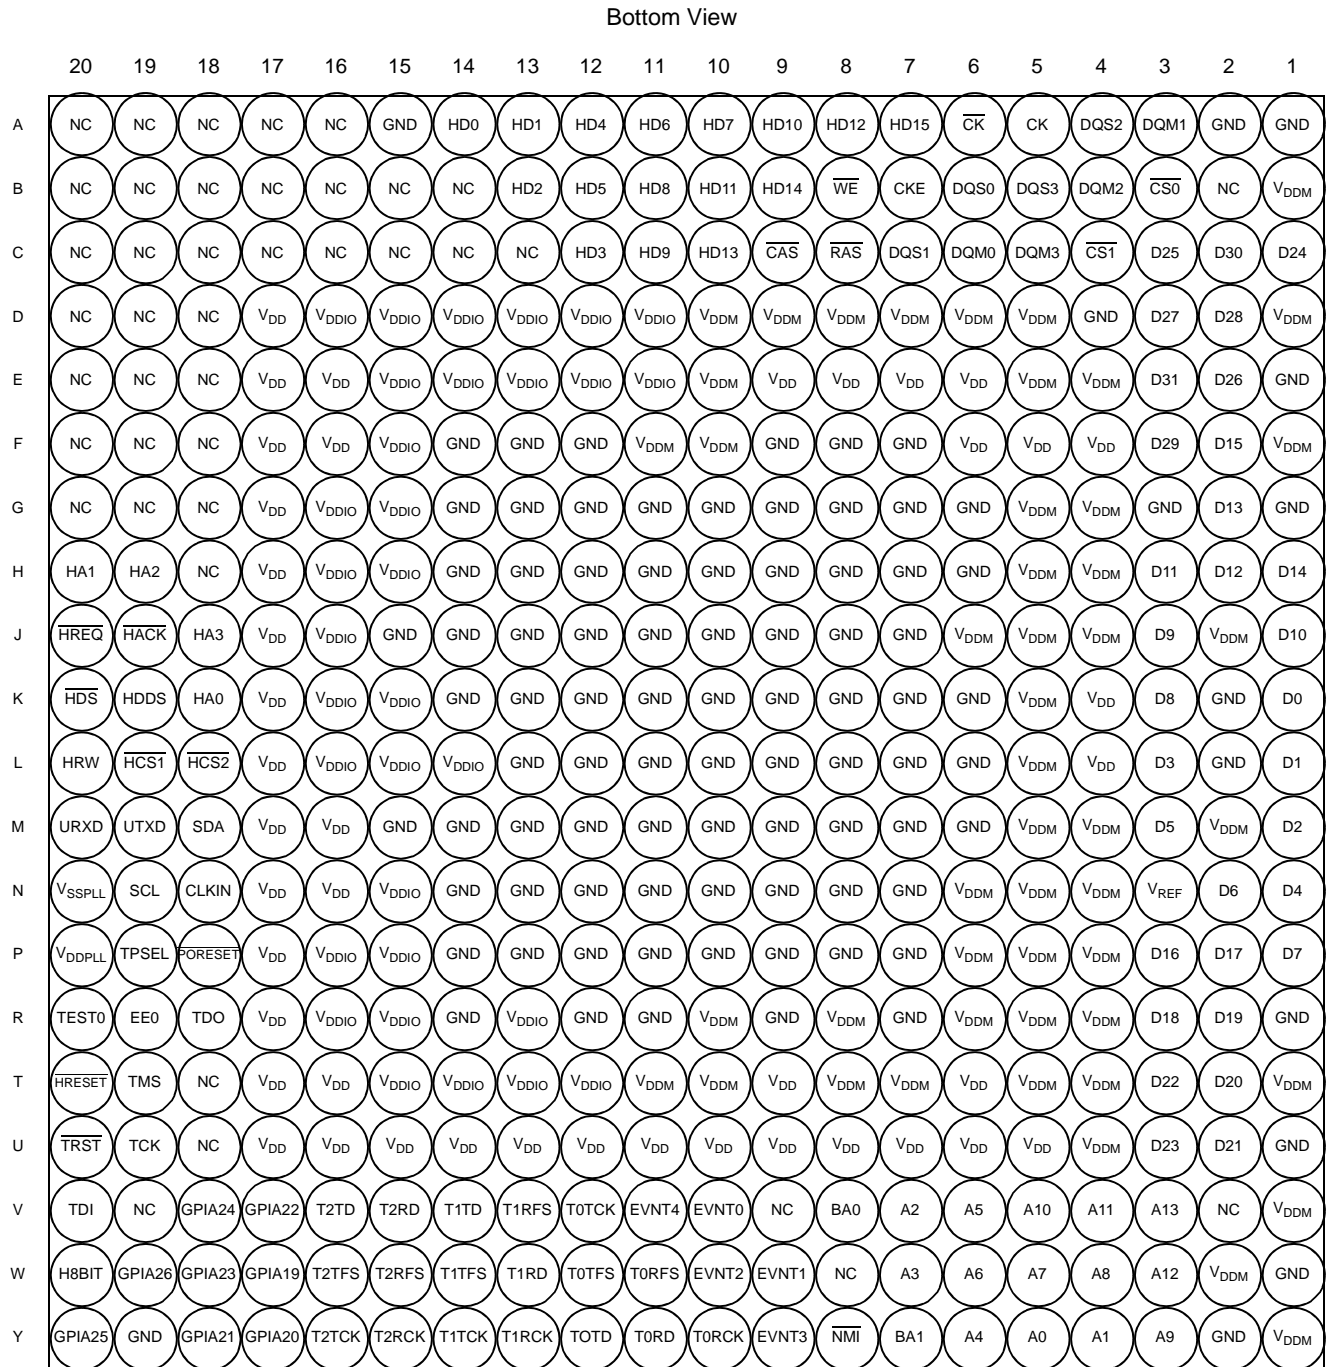 Bottom View
20 19 18 17 16 15 14 13 12 11 10 9 8 7 6 5 4 3 2 1
A NC NC NC NC NC GND HD0 HD1 HD4 HD6 HD7 HD10 HD12 HD15 C̅K̅ CK DQS2 DQM1 GND GND
B NC NC NC NC NC NC NC HD2 HD5 HD8 HD11 HD14 W̅E̅ CKE DQS0 DQS3 DQM2 C̅S̅0̅ NC VDDM
C NC NC NC NC NC NC NC NC HD3 HD9 HD13 C̅A̅S̅ R̅A̅S̅ DQS1 DQM0 DQM3 C̅S̅1̅ D25 D30 D24
D NC NC NC VDD VDDIO VDDIO VDDIO VDDIO VDDIO VDDIO VDDM VDDM VDDM VDDM VDDM VDDM GND D27 D28 VDDM
E NC NC NC VDD VDD VDDIO VDDIO VDDIO VDDIO VDDIO VDDM VDD VDD VDD VDD VDDM VDDM D31 D26 GND
F NC NC NC VDD VDD VDDIO GND GND GND VDDM VDDM GND GND GND VDD VDD VDD D29 D15 VDDM
G NC NC NC VDD VDDIO VDDIO GND GND GND GND GND GND GND GND GND VDDM VDDM GND D13 GND
H HA1 HA2 NC VDD VDDIO VDDIO GND GND GND GND GND GND GND GND GND VDDM VDDM D11 D12 D14
J H̅R̅E̅Q̅ H̅A̅C̅K̅ HA3 VDD VDDIO GND GND GND GND GND GND GND GND GND VDDM VDDM VDDM D9 VDDM D10
K H̅D̅S̅ HDDS HA0 VDD VDDIO VDDIO GND GND GND GND GND GND GND GND GND VDDM VDD D8 GND D0
L HRW H̅C̅S̅1̅ H̅C̅S̅2̅ VDD VDDIO VDDIO VDDIO GND GND GND GND GND GND GND GND VDDM VDD D3 GND D1
M URXD UTXD SDA VDD VDD GND GND GND GND GND GND GND GND GND GND VDDM VDDM D5 VDDM D2
N VSSPLL SCL CLKIN VDD VDD VDDIO GND GND GND GND GND GND GND GND VDDM VDDM VDDM VREF D6 D4
P VDDPLL TPSEL P̅O̅R̅E̅S̅E̅T̅ VDD VDDIO VDDIO GND GND GND GND GND GND GND GND VDDM VDDM VDDM D16 D17 D7
R TEST0 EE0 TDO VDD VDDIO VDDIO GND VDDIO GND GND VDDM GND VDDM GND VDDM VDDM VDDM D18 D19 GND
T H̅R̅E̅S̅E̅T̅ TMS NC VDD VDD VDDIO VDDIO VDDIO VDDIO VDDM VDDM VDD VDDM VDDM VDD VDDM VDDM D22 D20 VDDM
U T̅R̅S̅T̅ TCK NC VDD VDD VDD VDD VDD VDD VDD VDD VDD VDD VDD VDD VDD VDDM D23 D21 GND
V TDI NC GPIA24 GPIA22 T2TD T2RD T1TD T1RFS T0TCK EVNT4 EVNT0 NC BA0 A2 A5 A10 A11 A13 NC VDDM
W H8BIT GPIA26 GPIA23 GPIA19 T2TFS T2RFS T1TFS T1RD T0TFS T0RFS EVNT2 EVNT1 NC A3 A6 A7 A8 A12 VDDM GND
Y GPIA25 GND GPIA21 GPIA20 T2TCK T2RCK T1TCK T1RCK TOTD T0RD T0RCK EVNT3 N̅M̅I̅ BA1 A4 A0 A1 A9 GND VDDM